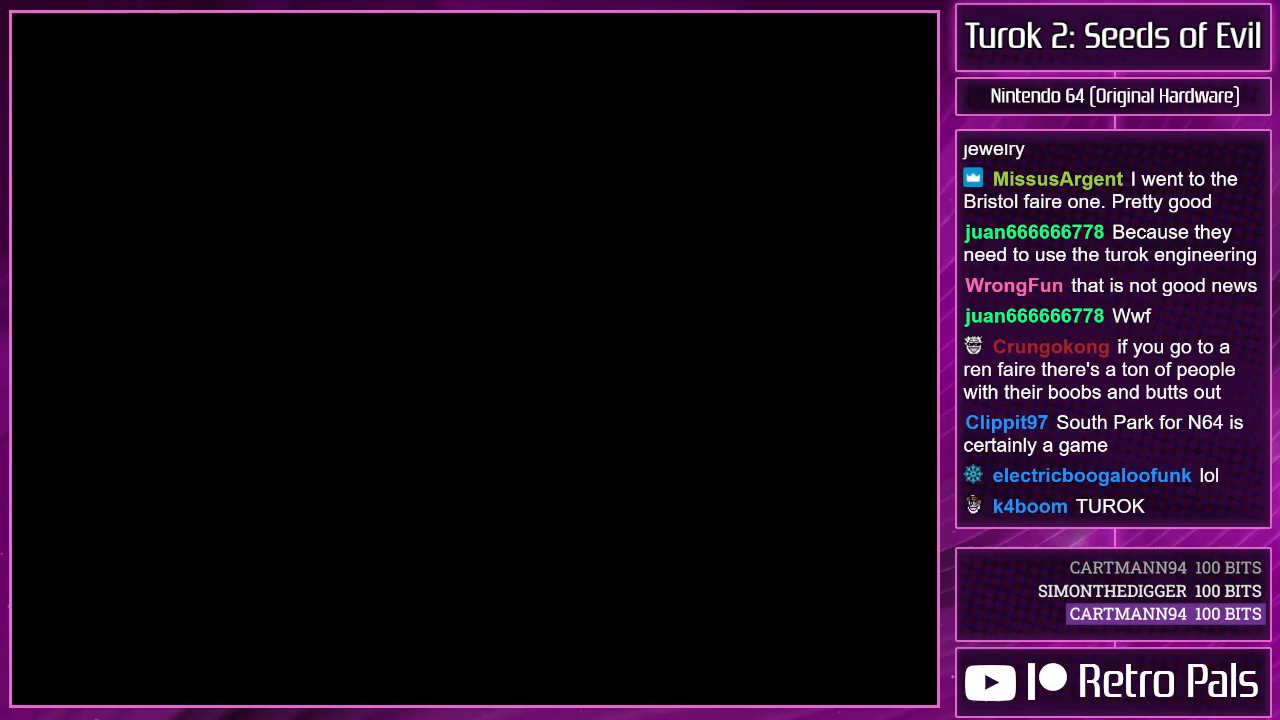 Turok 2: Seeds of Evil
Nintendo 64 (Original Hardware)
jewelry
MissusArgent I went to the
Bristol faire one. Pretty good
juan666666778 Because they
need to use the turok engineering
WrongFun that is not good news
juan666666778 Wwf
Crungokong if you go to a
ren faire there's a ton of people
with their boobs and butts out
Clippit97 South Park for N64 is
certainly a game
electricboogaloofunk lol
k4boom TUROK
CARTMANN94 100 BITS
SIMONTHEDIGGER 100 BITS
CARTMANN94 100 BITS
Retro Pals